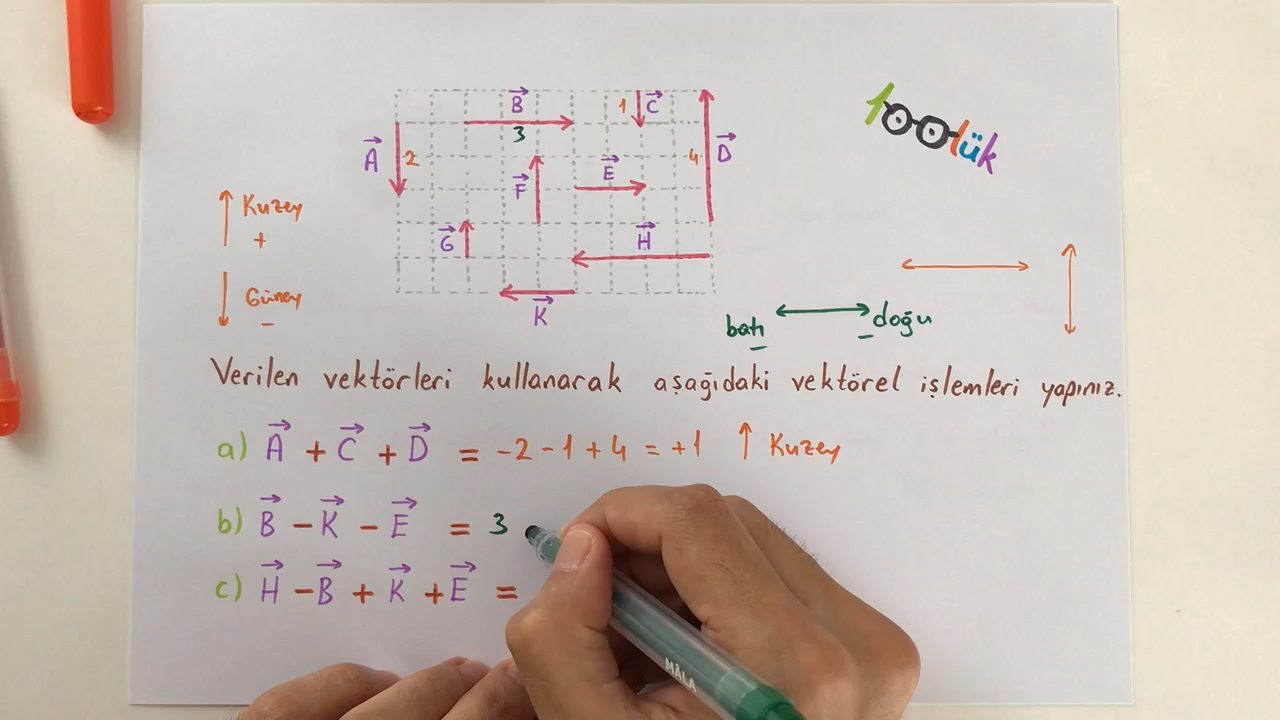 100lük
B
3
1 C
A 2
F
E
4 D
Kuzey
+
G
H
Güney
-
K
batı doğu
- -
Verilen vektörleri kullanarak aşağıdaki vektörel işlemleri yapınız.
a) A + C + D = -2 -1 + 4 = +1 ↑ Kuzey
b) B - K - E = 3
c) H - B + K + E =
MÅLA